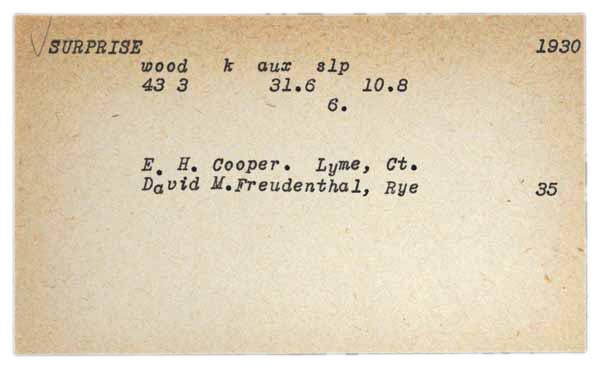 SURPRISE 1930
wood k aux slp
43 3 31.6 10.8
6.
E. H. Cooper. Lyme, Ct.
David M.Freudenthal, Rye 35